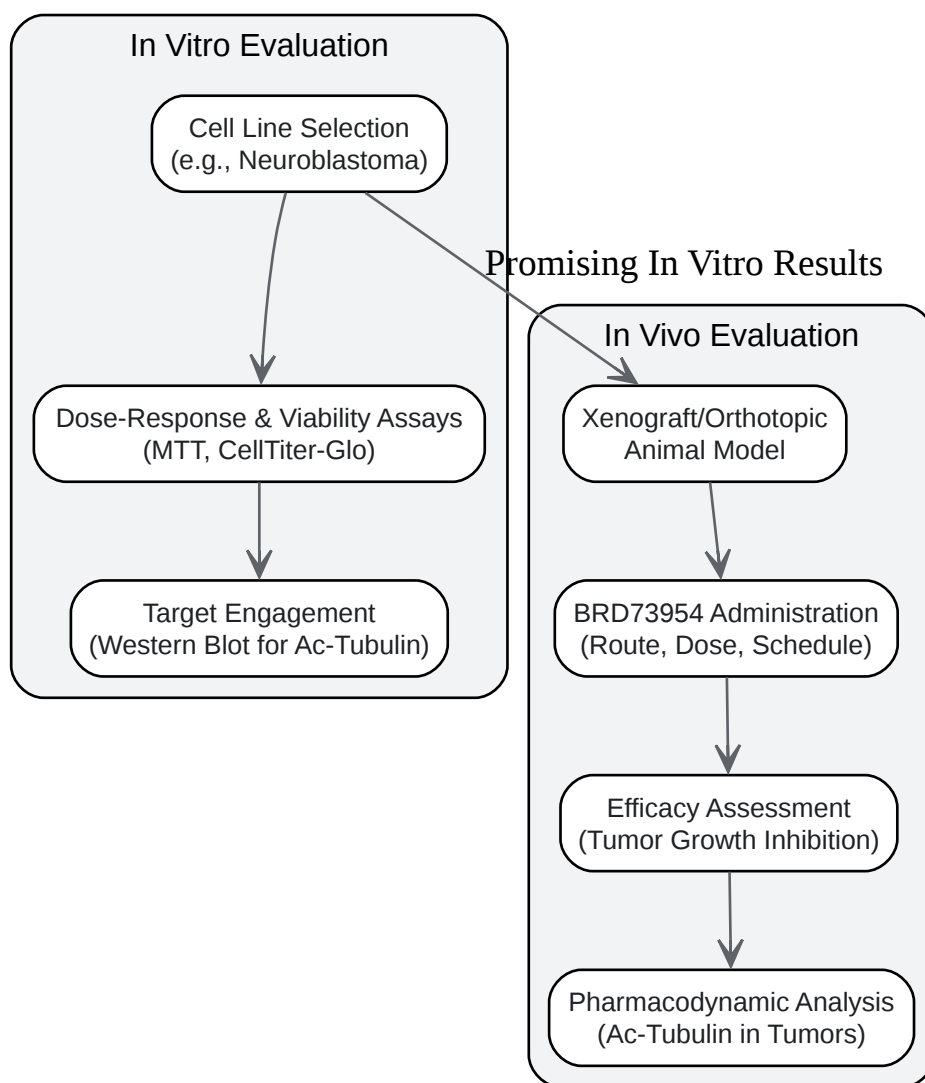 In Vitro Evaluation
Cell Line Selection
(e.g., Neuroblastoma)
Promising In Vitro Results
Dose-Response & Viability Assays
(MTT, CellTiter-Glo)
Target Engagement
(Western Blot for Ac-Tubulin)
In Vivo Evaluation
Xenograft/Orthotopic
Animal Model
BRD73954 Administration
(Route, Dose, Schedule)
Efficacy Assessment
(Tumor Growth Inhibition)
Pharmacodynamic Analysis
(Ac-Tubulin in Tumors)